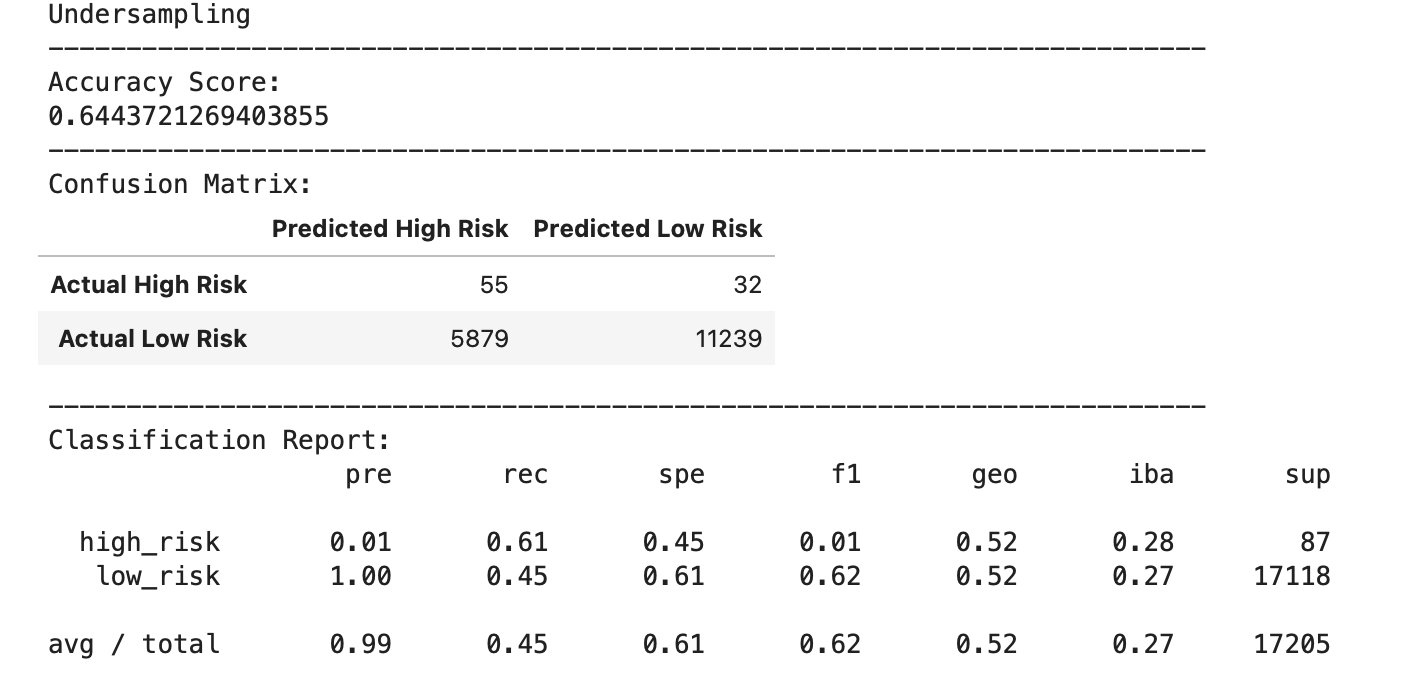 Undersampling
--------------------------------------------------------------------------
Accuracy Score:
0.6443721269403855
--------------------------------------------------------------------------
Confusion Matrix:
Predicted High Risk Predicted Low Risk
Actual High Risk 55 32
Actual Low Risk 5879 11239
--------------------------------------------------------------------------
Classification Report:
pre rec spe f1 geo iba sup
high_risk 0.01 0.61 0.45 0.01 0.52 0.28 87
low_risk 1.00 0.45 0.61 0.62 0.52 0.27 17118
avg / total 0.99 0.45 0.61 0.62 0.52 0.27 17205